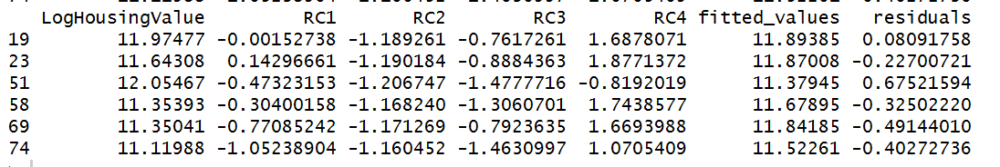 LogHousingValue RC1 RC2 RC3 RC4 fitted_values residuals
19 11.97477 -0.00152738 -1.189261 -0.7617261 1.6878071 11.89385 0.08091758
23 11.64308 0.14296661 -1.190184 -0.8884363 1.8771372 11.87008 -0.22700721
51 12.05467 -0.47323153 -1.206747 -1.4777716 -0.8192019 11.37945 0.67521594
58 11.35393 -0.30400158 -1.168240 -1.3060701 1.7438577 11.67895 -0.32502220
69 11.35041 -0.77085242 -1.171269 -0.7923635 1.6693988 11.84185 -0.49144010
74 11.11988 -1.05238904 -1.160452 -1.4630997 1.0705409 11.52261 -0.40272736